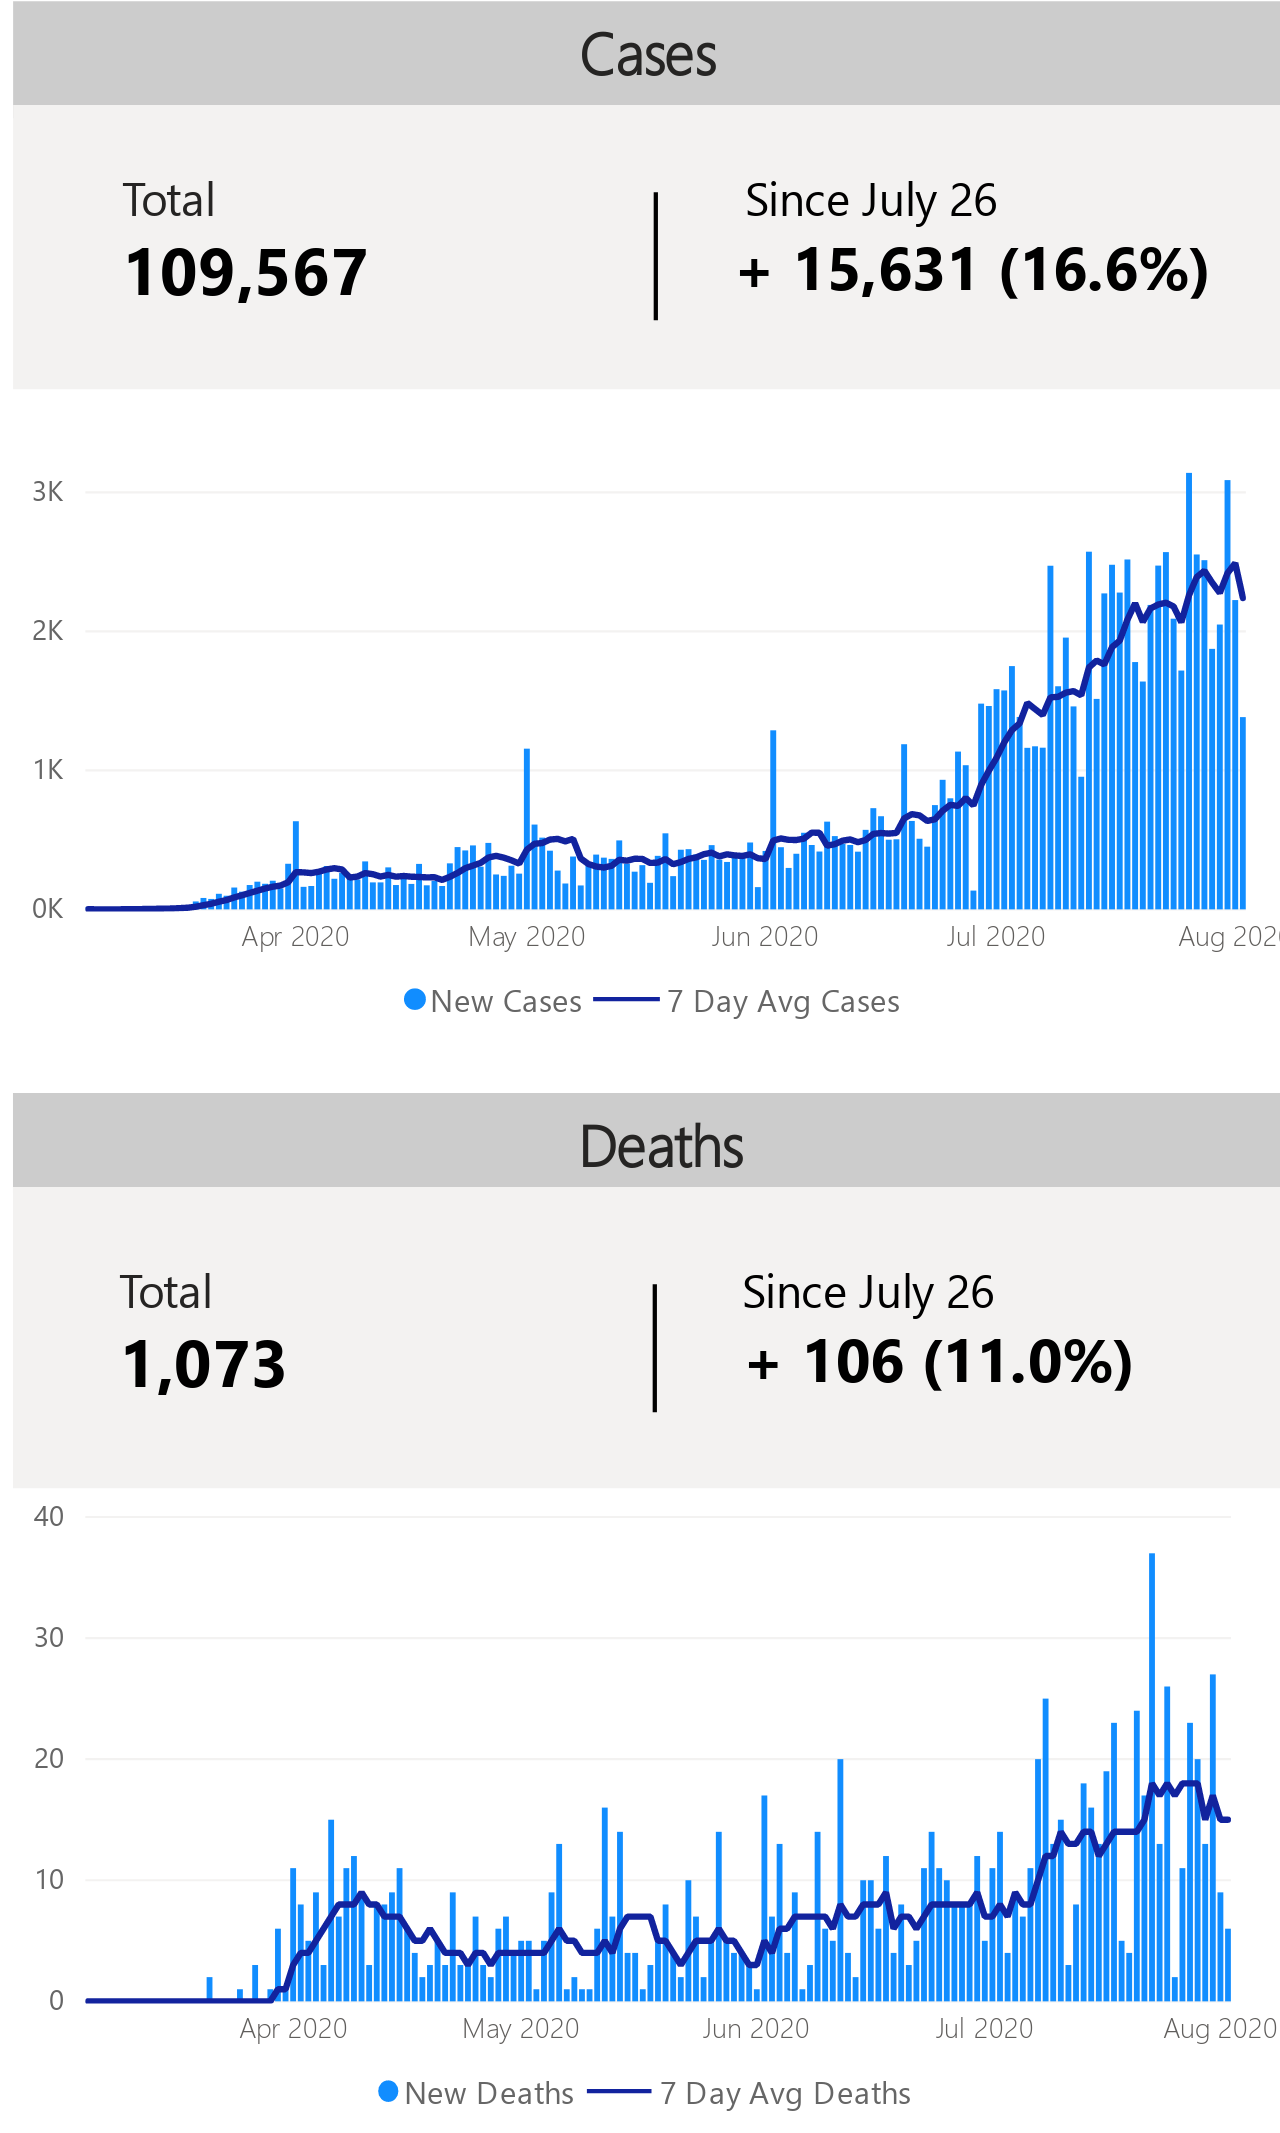 Cases
Total
Since July 26
109,567
+ 15,631 (16.6%)
3K
2K
1K
0K
Apr 2020
May 2020
Jun 2020
Jul 2020
Aug 202
New Cases
7 Day Avg Cases
Deaths
Total
Since July 26
1,073
+ 106 (11.0%)
40
30
20
10
0
Apr 2020
May 2020
Jun 2020
Jul 2020
Aug 2020
New Deaths
7 Day Avg Deaths